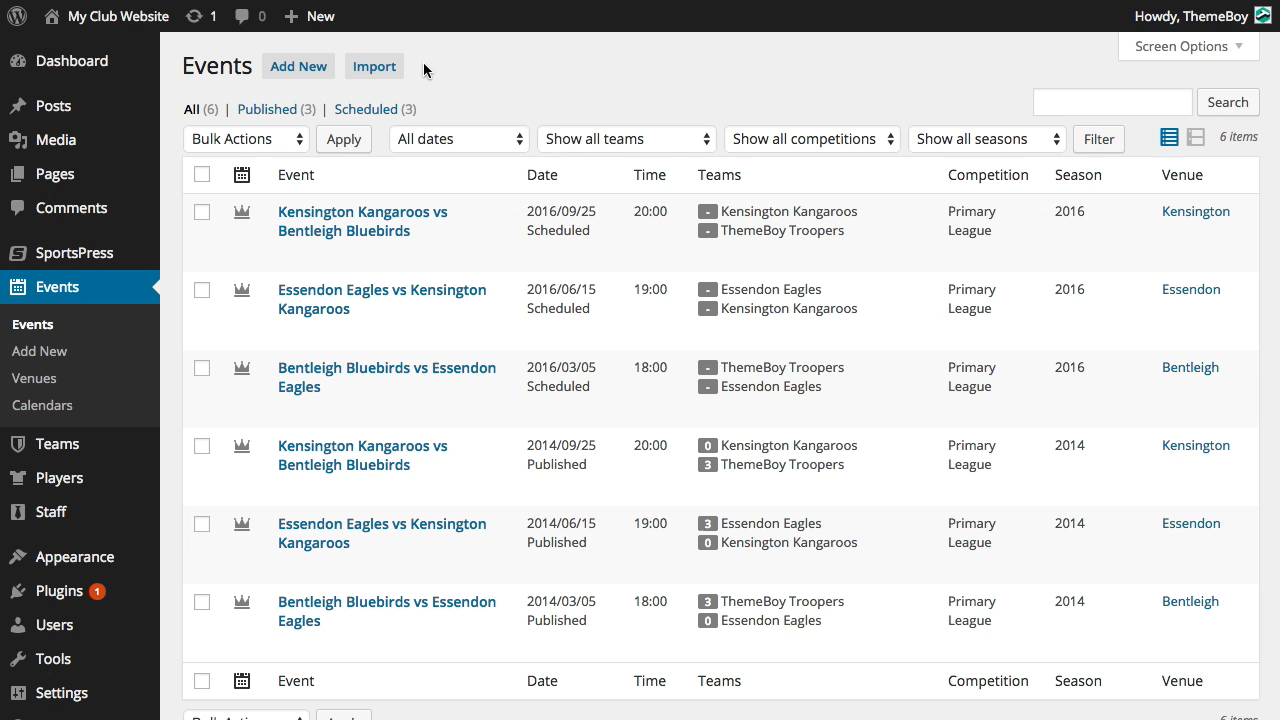 My Club Website 1 0 New Howdy, ThemeBoy
Screen Options
Dashboard
Posts
Media
Pages
Comments
SportsPress
Events
Events
Add New
Venues
Calendars
Teams
Players
Staff
Appearance
Plugins 1
Users
Tools
Settings
Events Add New Import
All (6) | Published (3) | Scheduled (3)
Search
Bulk Actions Apply All dates Show all teams Show all competitions Show all seasons Filter 6 items
Event Date Time Teams Competition Season Venue
Kensington Kangaroos vs 2016/09/25 20:00 - Kensington Kangaroos Primary 2016 Kensington
Bentleigh Bluebirds Scheduled - ThemeBoy Troopers League
Essendon Eagles vs Kensington 2016/06/15 19:00 - Essendon Eagles Primary 2016 Essendon
Kangaroos Scheduled - Kensington Kangaroos League
Bentleigh Bluebirds vs Essendon 2016/03/05 18:00 - ThemeBoy Troopers Primary 2016 Bentleigh
Eagles Scheduled - Essendon Eagles League
Kensington Kangaroos vs 2014/09/25 20:00 0 Kensington Kangaroos Primary 2014 Kensington
Bentleigh Bluebirds Published 3 ThemeBoy Troopers League
Essendon Eagles vs Kensington 2014/06/15 19:00 3 Essendon Eagles Primary 2014 Essendon
Kangaroos Published 0 Kensington Kangaroos League
Bentleigh Bluebirds vs Essendon 2014/03/05 18:00 3 ThemeBoy Troopers Primary 2014 Bentleigh
Eagles Published 0 Essendon Eagles League
Event Date Time Teams Competition Season Venue